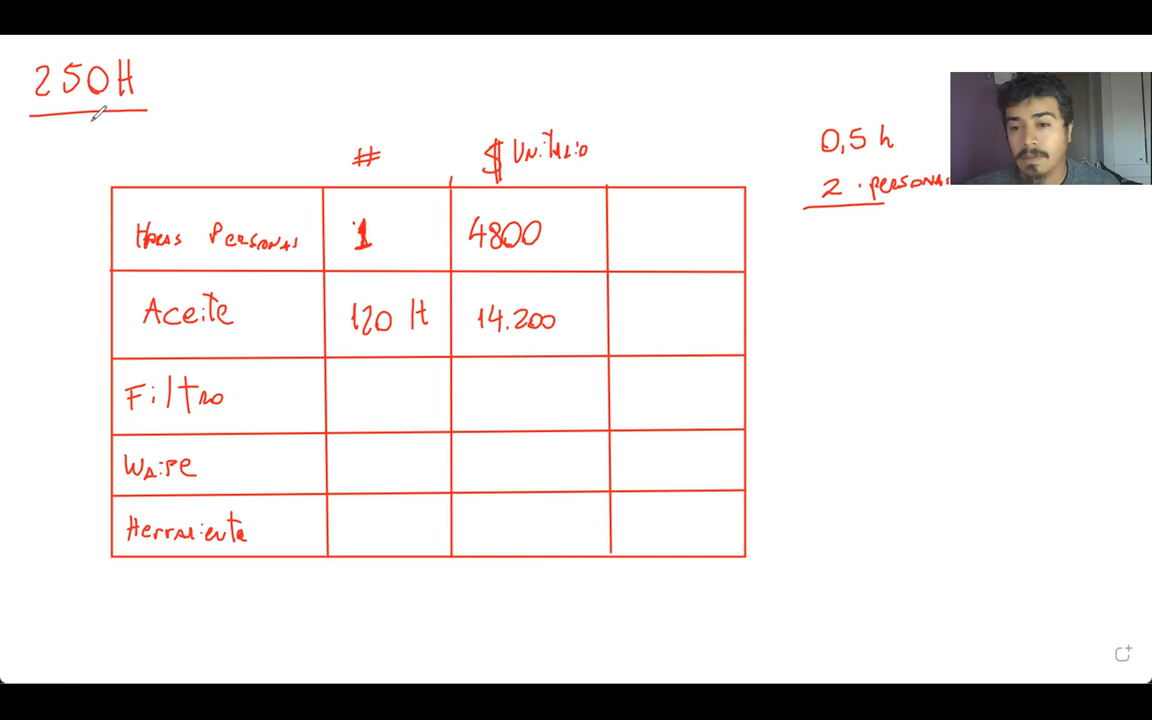 250H
# $ Unitario
0,5 h
2 . personas
Horas Personas 1 4800
Aceite 120 lt 14.200
Filtro
Waipe
Herramienta